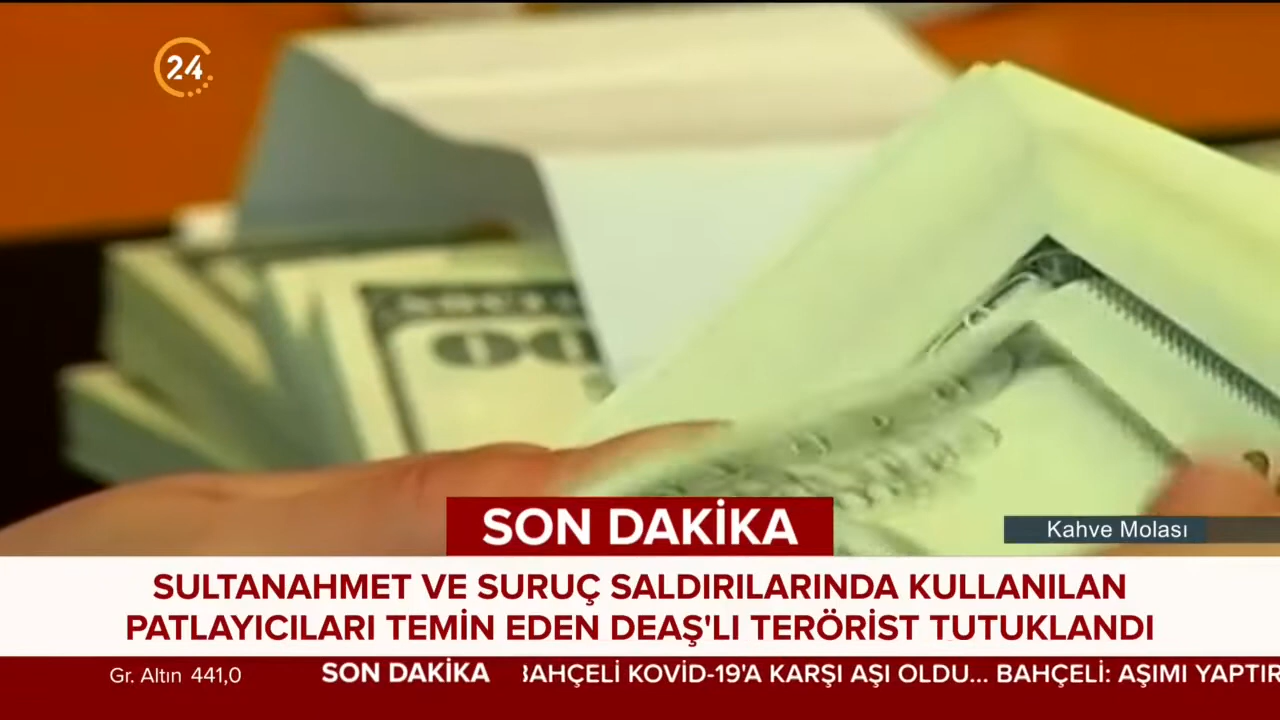 24
00
SON DAKİKA
Kahve Molası
SULTANAHMET VE SURUÇ SALDIRILARINDA KULLANILAN
PATLAYICILARI TEMİN EDEN DEAŞ'LI TERÖRİST TUTUKLANDI
Gr. Altın 441,0 SON DAKİKA BAHÇELİ KOVİD-19'A KARŞI AŞI OLDU... BAHÇELİ: AŞIMI YAPTIR